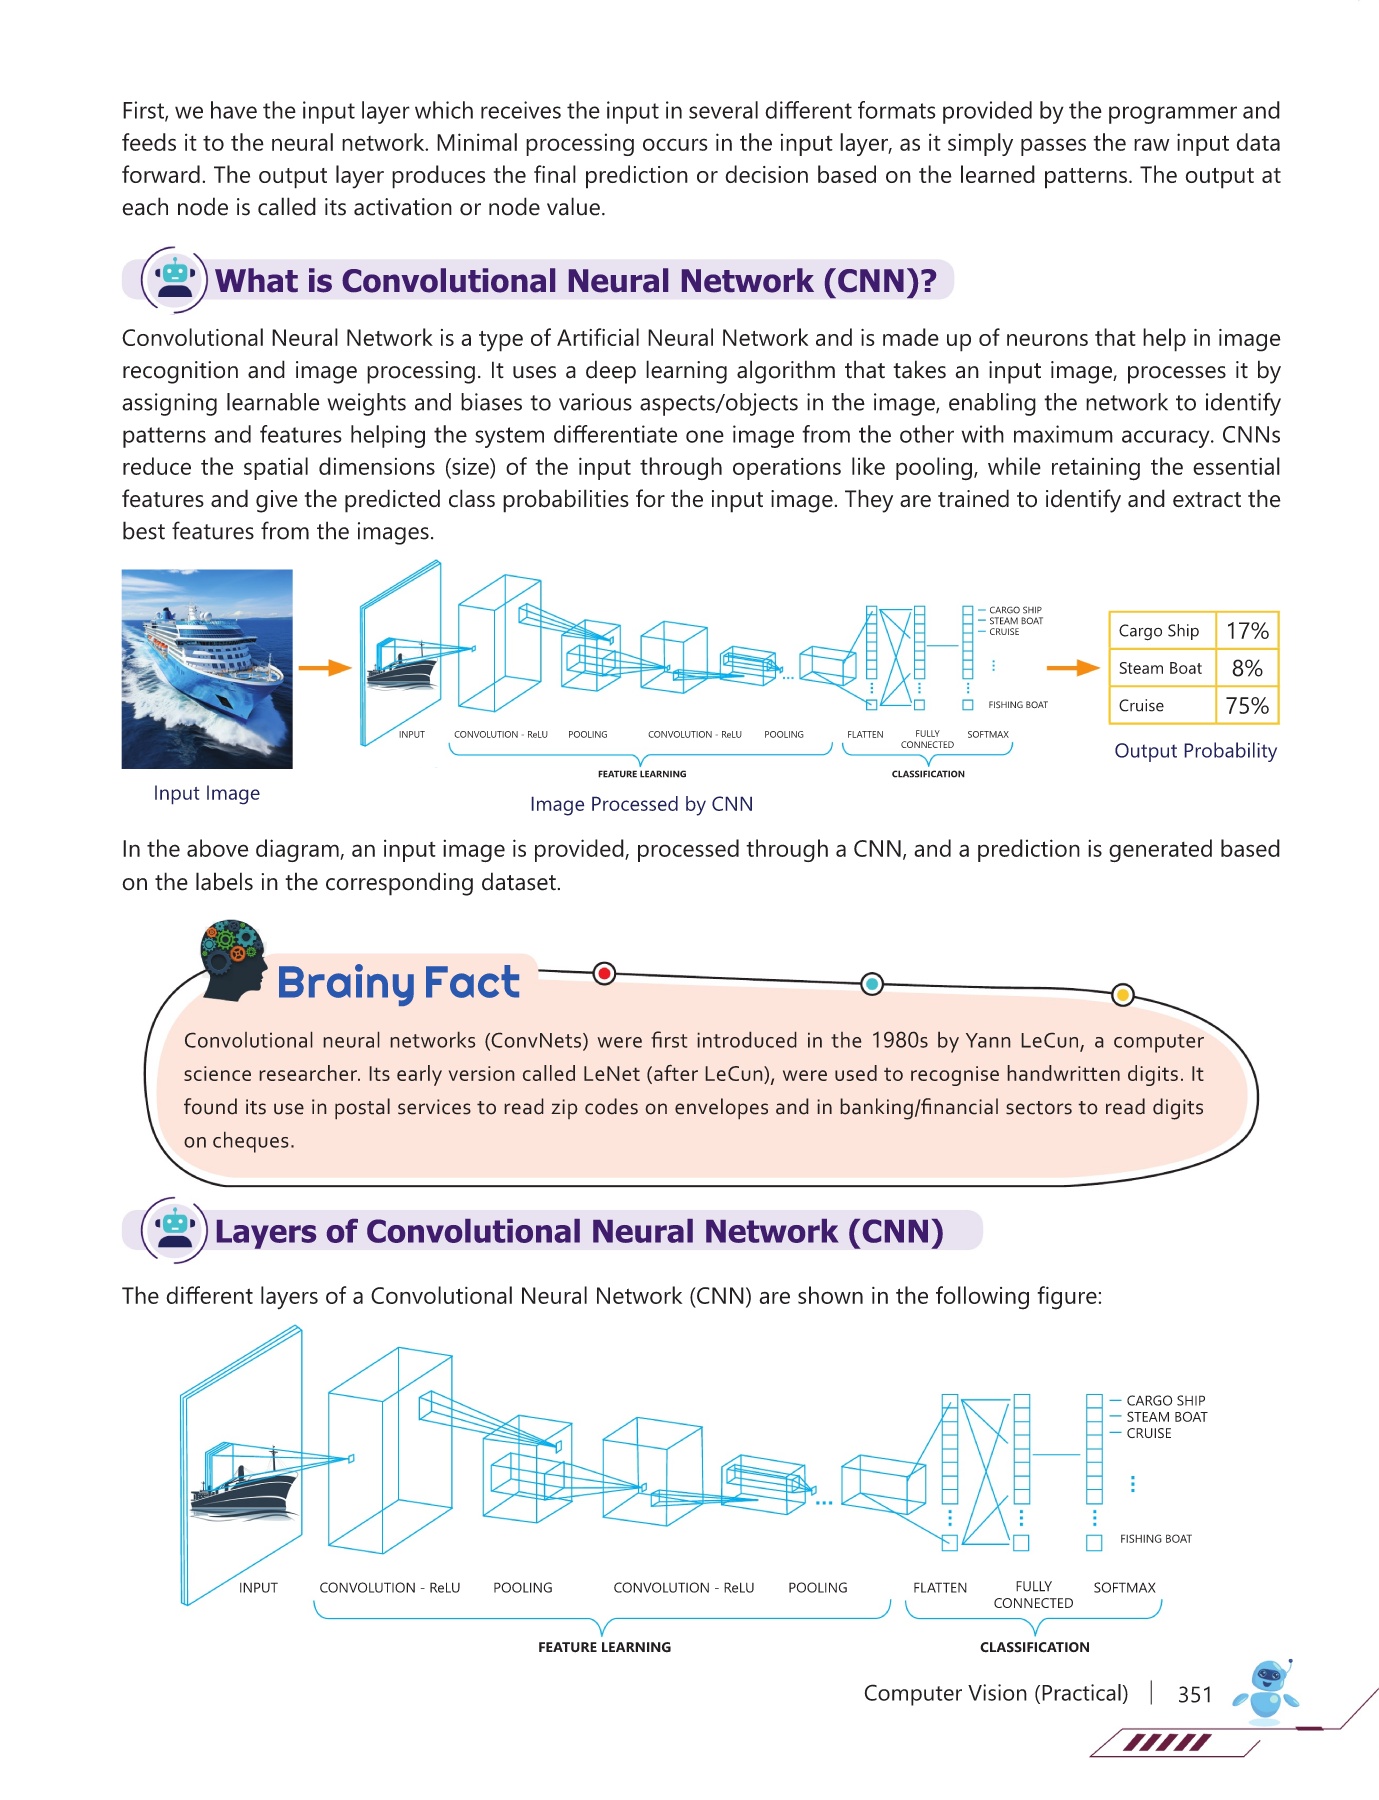 First, we have the input layer which receives the input in several different formats provided by the programmer and
feeds it to the neural network. Minimal processing occurs in the input layer, as it simply passes the raw input data
forward. The output layer produces the final prediction or decision based on the learned patterns. The output at
each node is called its activation or node value.
What is Convolutional Neural Network (CNN)?
Convolutional Neural Network is a type of Artificial Neural Network and is made up of neurons that help in image
recognition and image processing. It uses a deep learning algorithm that takes an input image, processes it by
assigning learnable weights and biases to various aspects/objects in the image, enabling the network to identify
patterns and features helping the system differentiate one image from the other with maximum accuracy. CNNs
reduce the spatial dimensions (size) of the input through operations like pooling, while retaining the essential
features and give the predicted class probabilities for the input image. They are trained to identify and extract the
best features from the images.
CARGO SHIP
STEAM BOAT
CRUISE
FISHING BOAT
INPUT
CONVOLUTION - ReLU
POOLING
CONVOLUTION - ReLU
POOLING
FLATTEN
FULLY
CONNECTED
SOFTMAX
FEATURE LEARNING
CLASSIFICATION
Cargo Ship 17%
Steam Boat 8%
Cruise 75%
Output Probability
Input Image
Image Processed by CNN
In the above diagram, an input image is provided, processed through a CNN, and a prediction is generated based
on the labels in the corresponding dataset.
Brainy Fact
Convolutional neural networks (ConvNets) were first introduced in the 1980s by Yann LeCun, a computer
science researcher. Its early version called LeNet (after LeCun), were used to recognise handwritten digits. It
found its use in postal services to read zip codes on envelopes and in banking/financial sectors to read digits
on cheques.
Layers of Convolutional Neural Network (CNN)
The different layers of a Convolutional Neural Network (CNN) are shown in the following figure:
CARGO SHIP
STEAM BOAT
CRUISE
FISHING BOAT
INPUT
CONVOLUTION - ReLU
POOLING
CONVOLUTION - ReLU
POOLING
FLATTEN
FULLY
CONNECTED
SOFTMAX
FEATURE LEARNING
CLASSIFICATION
Computer Vision (Practical) 351